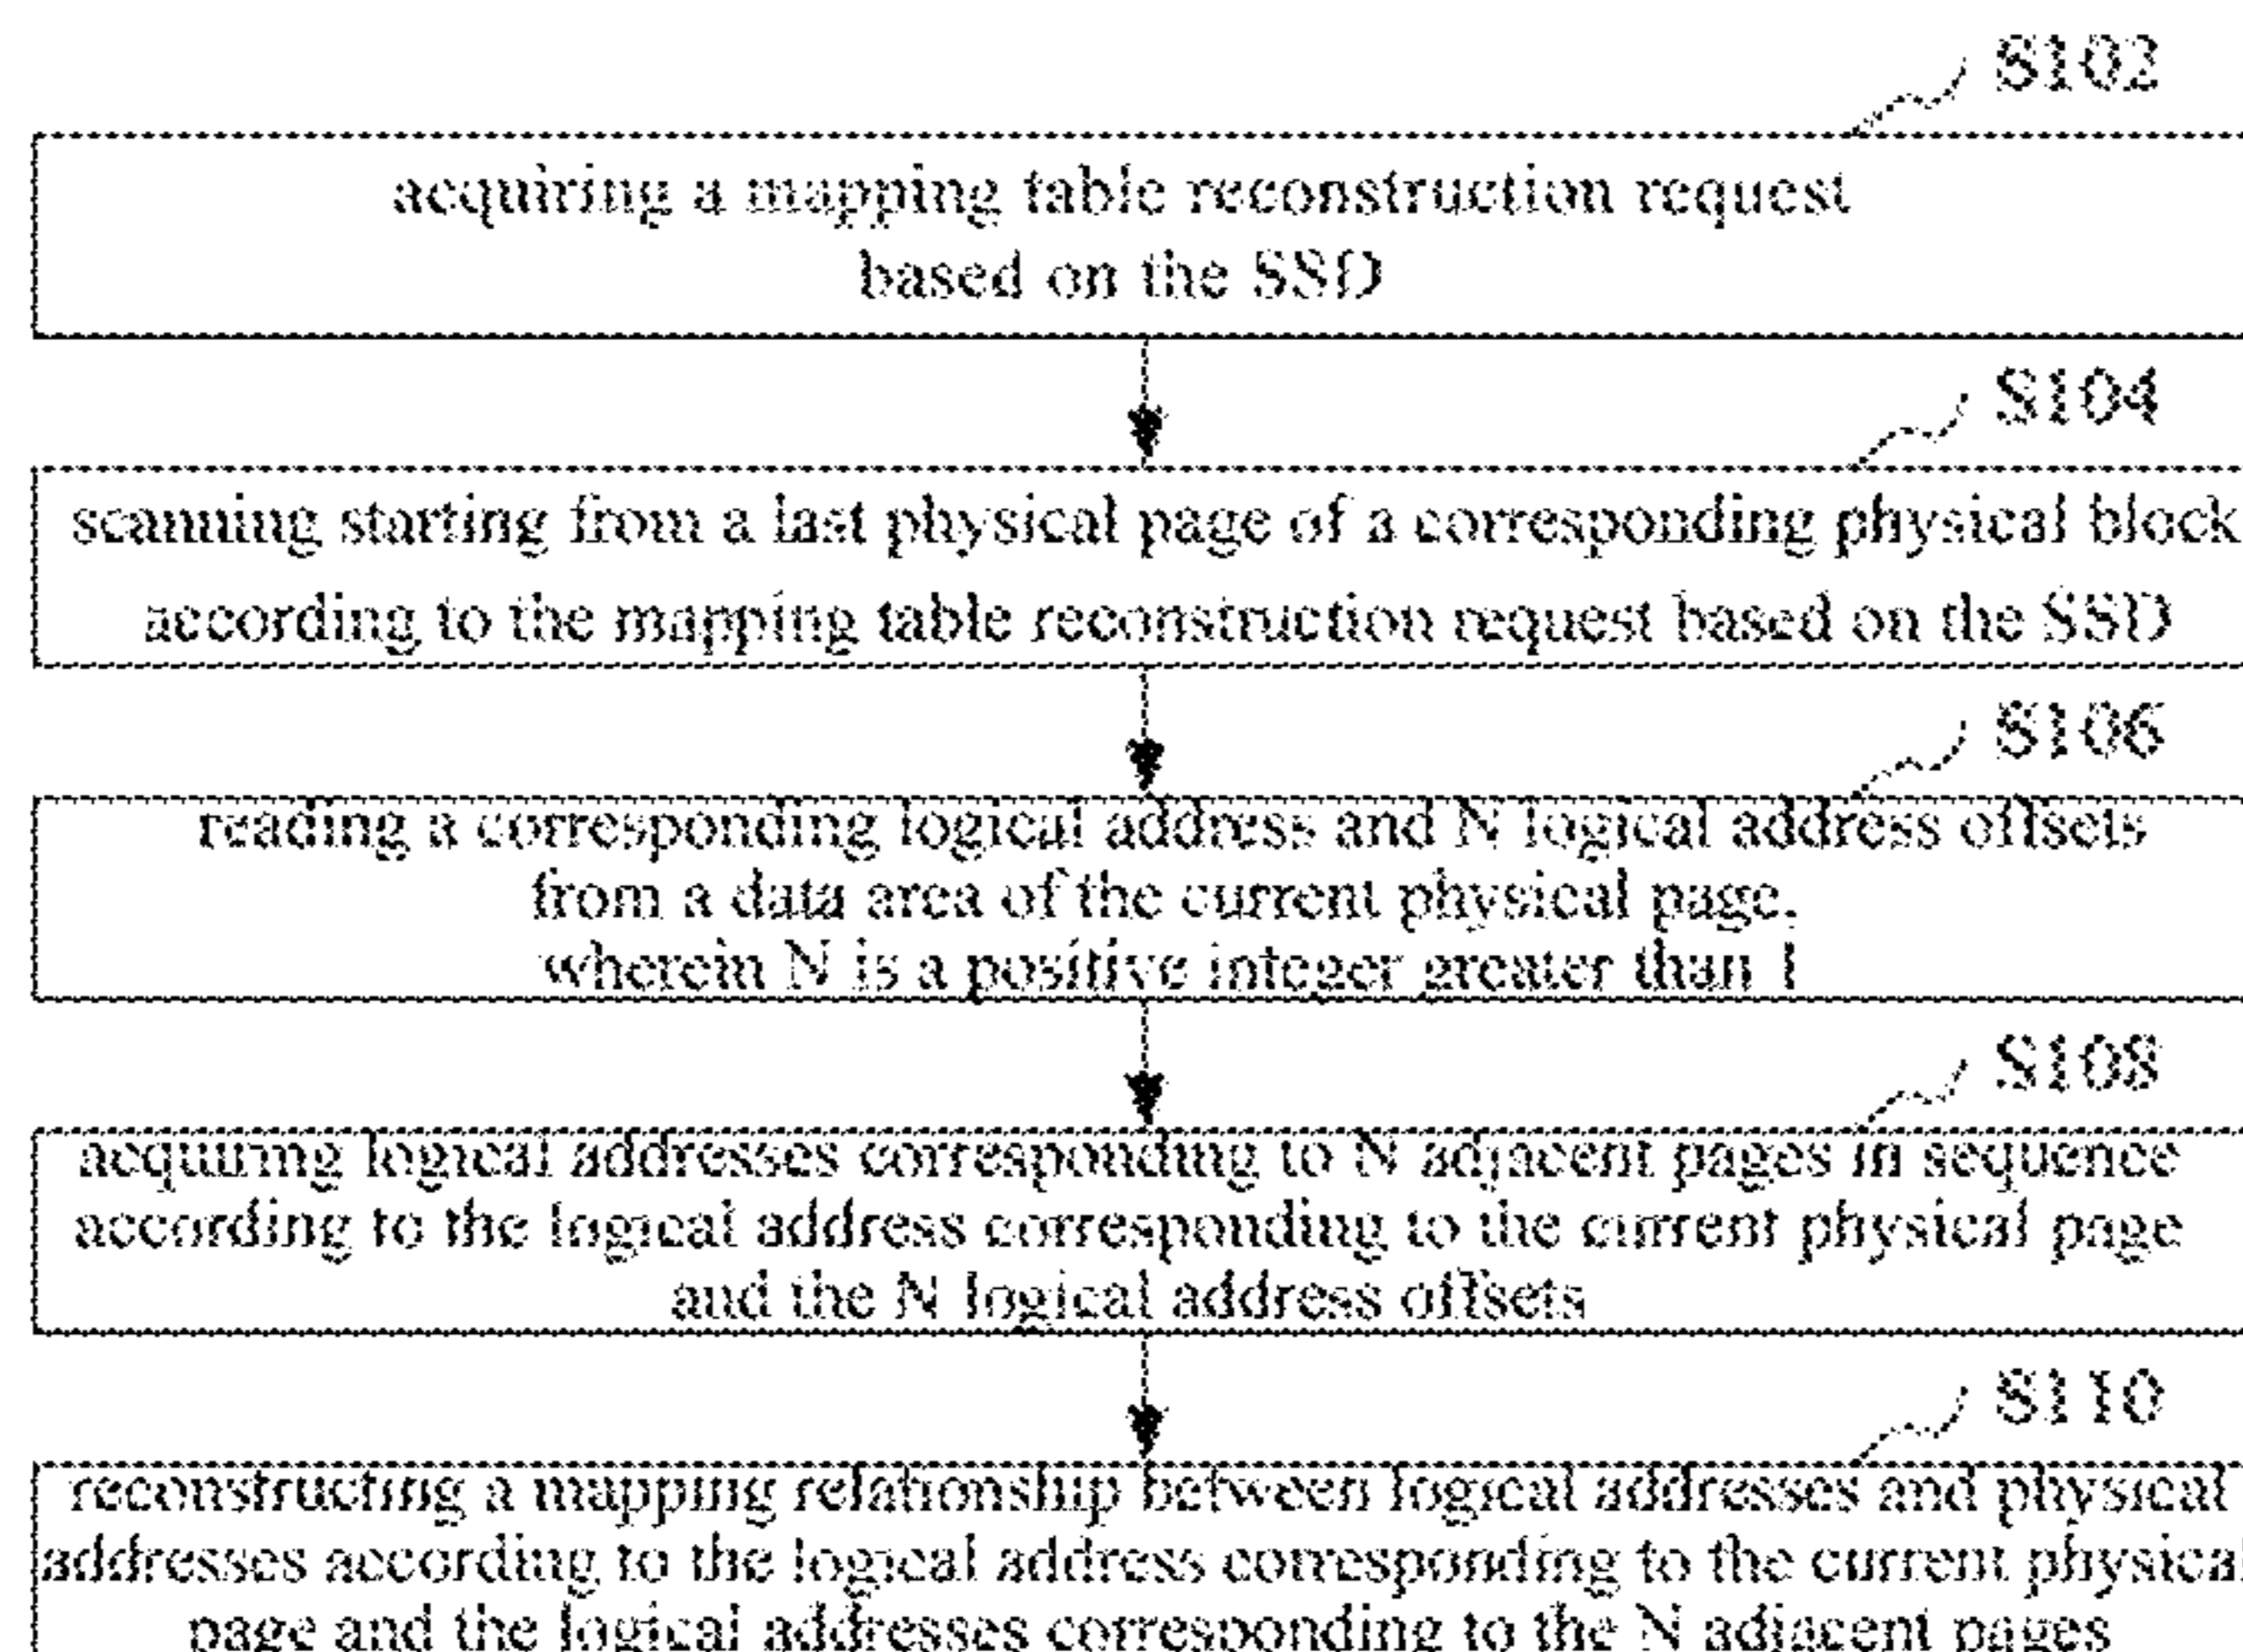 S102
acquiring a mapping table reconstruction request
based on the SSD
S104
scanning starting from a last physical page of a corresponding physical block
according to the mapping table reconstruction request based on the SSD
S106
reading a corresponding logical address and N logical address offsets
from a data area of the current physical page,
wherein N is a positive integer greater than 1
S108
acquiring logical addresses corresponding to N adjacent pages in sequence
according to the logical address corresponding to the current physical page
and the N logical address offsets
S110
reconstructing a mapping relationship between logical addresses and physical
addresses according to the logical address corresponding to the current physical
page and the logical addresses corresponding to the N adjacent pages